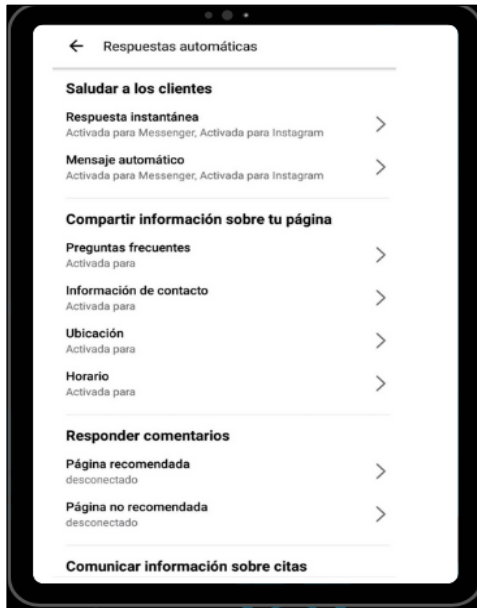 Respuestas automáticas
Saludar a los clientes
Respuesta instantánea
Activada para Messenger, Activada para Instagram
Mensaje automático
Activada para Messenger, Activada para Instagram
Compartir información sobre tu página
Preguntas frecuentes
Activada para
Información de contacto
Activada para
Ubicación
Activada para
Horario
Activada para
Responder comentarios
Página recomendada
desconectado
Página no recomendada
desconectado
Comunicar información sobre citas